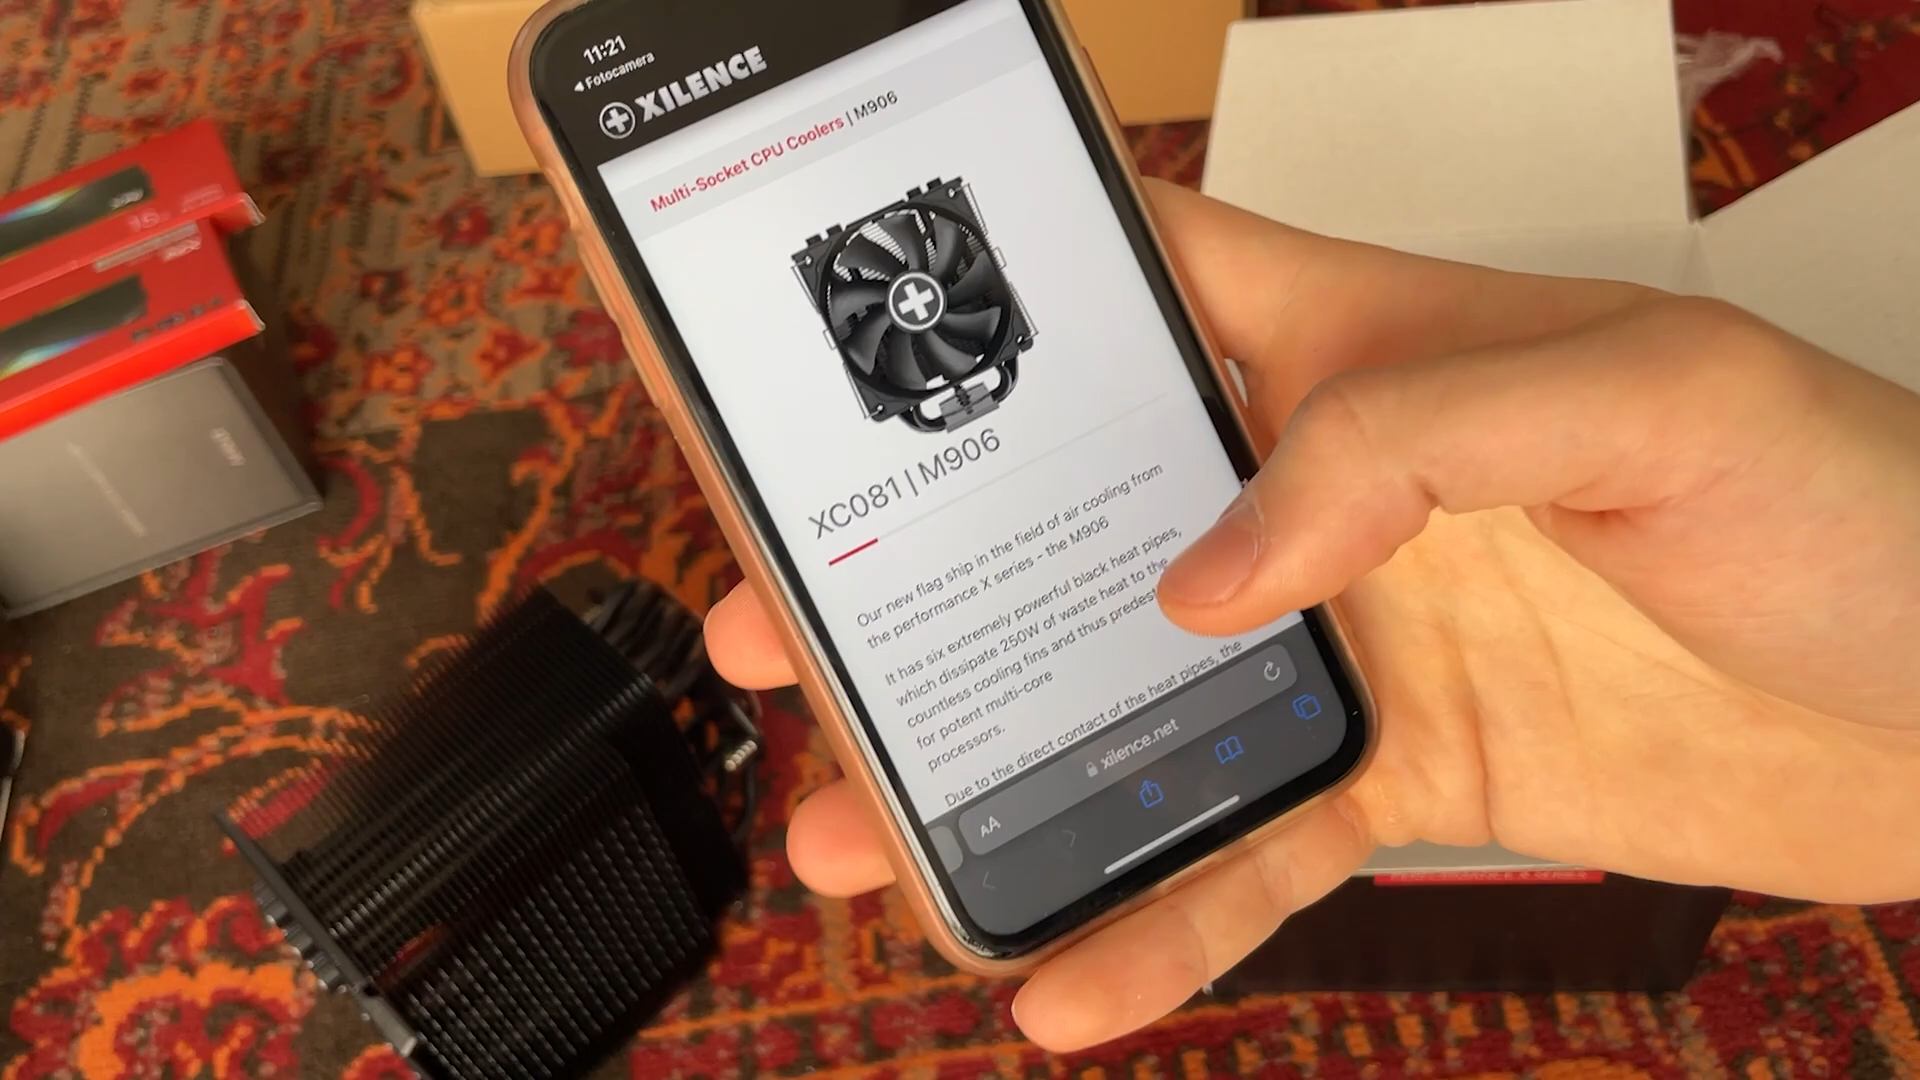 11:21
◀ Fotocamera
XILENCE
Multi-Socket CPU Coolers | M906
XC081 | M906
Our new flag ship in the field of air cooling from
the performance X series - the M906
It has six extremely powerful black heat pipes,
which dissipate 250W of waste heat to the
countless cooling fins and thus
for potent multi-core
processors.
Due to the direct contact of the heat pipes, the
AA
xilence.net